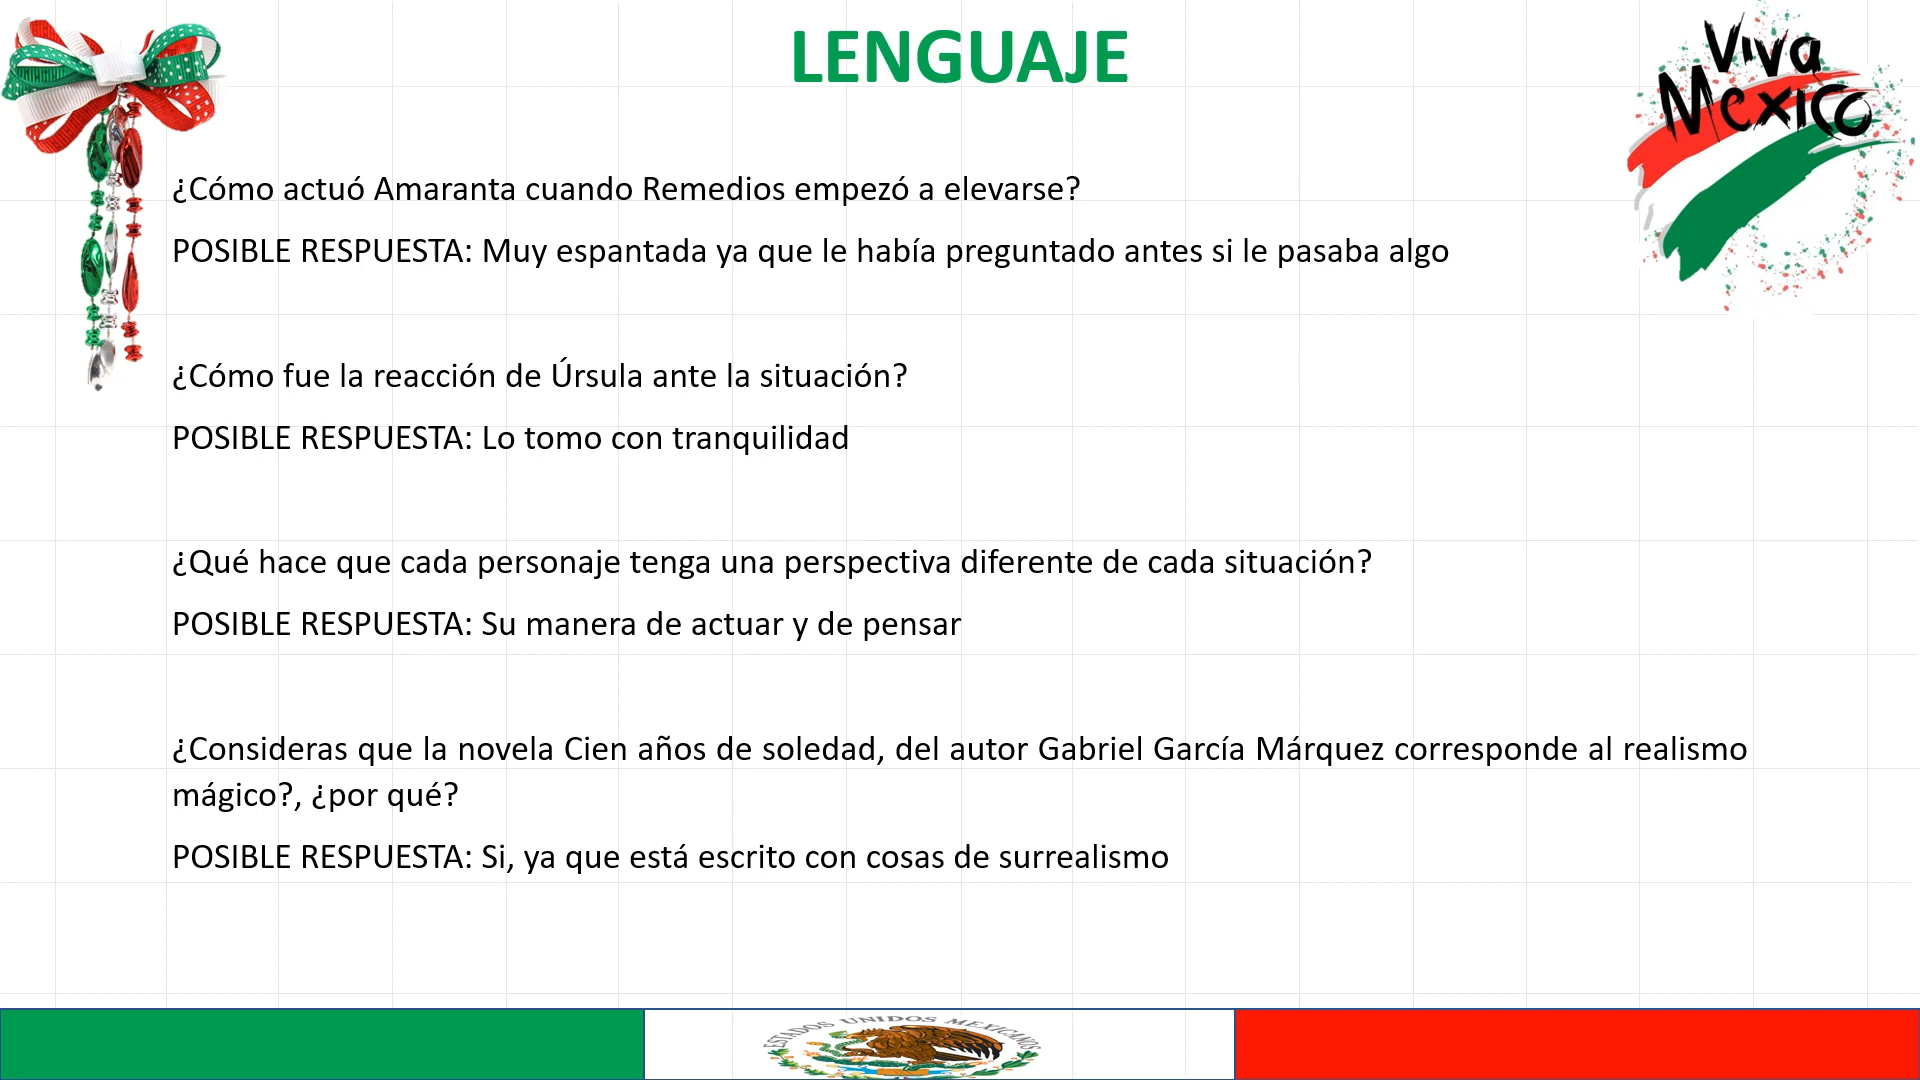 LENGUAJE
Viva
Mexico
¿Cómo actuó Amaranta cuando Remedios empezó a elevarse?
POSIBLE RESPUESTA: Muy espantada ya que le había preguntado antes si le pasaba algo
¿Cómo fue la reacción de Úrsula ante la situación?
POSIBLE RESPUESTA: Lo tomo con tranquilidad
¿Qué hace que cada personaje tenga una perspectiva diferente de cada situación?
POSIBLE RESPUESTA: Su manera de actuar y de pensar
¿Consideras que la novela Cien años de soledad, del autor Gabriel García Márquez corresponde al realismo
mágico?, ¿por qué?
POSIBLE RESPUESTA: Si, ya que está escrito con cosas de surrealismo
ESTADOS UNIDOS MEXICANOS